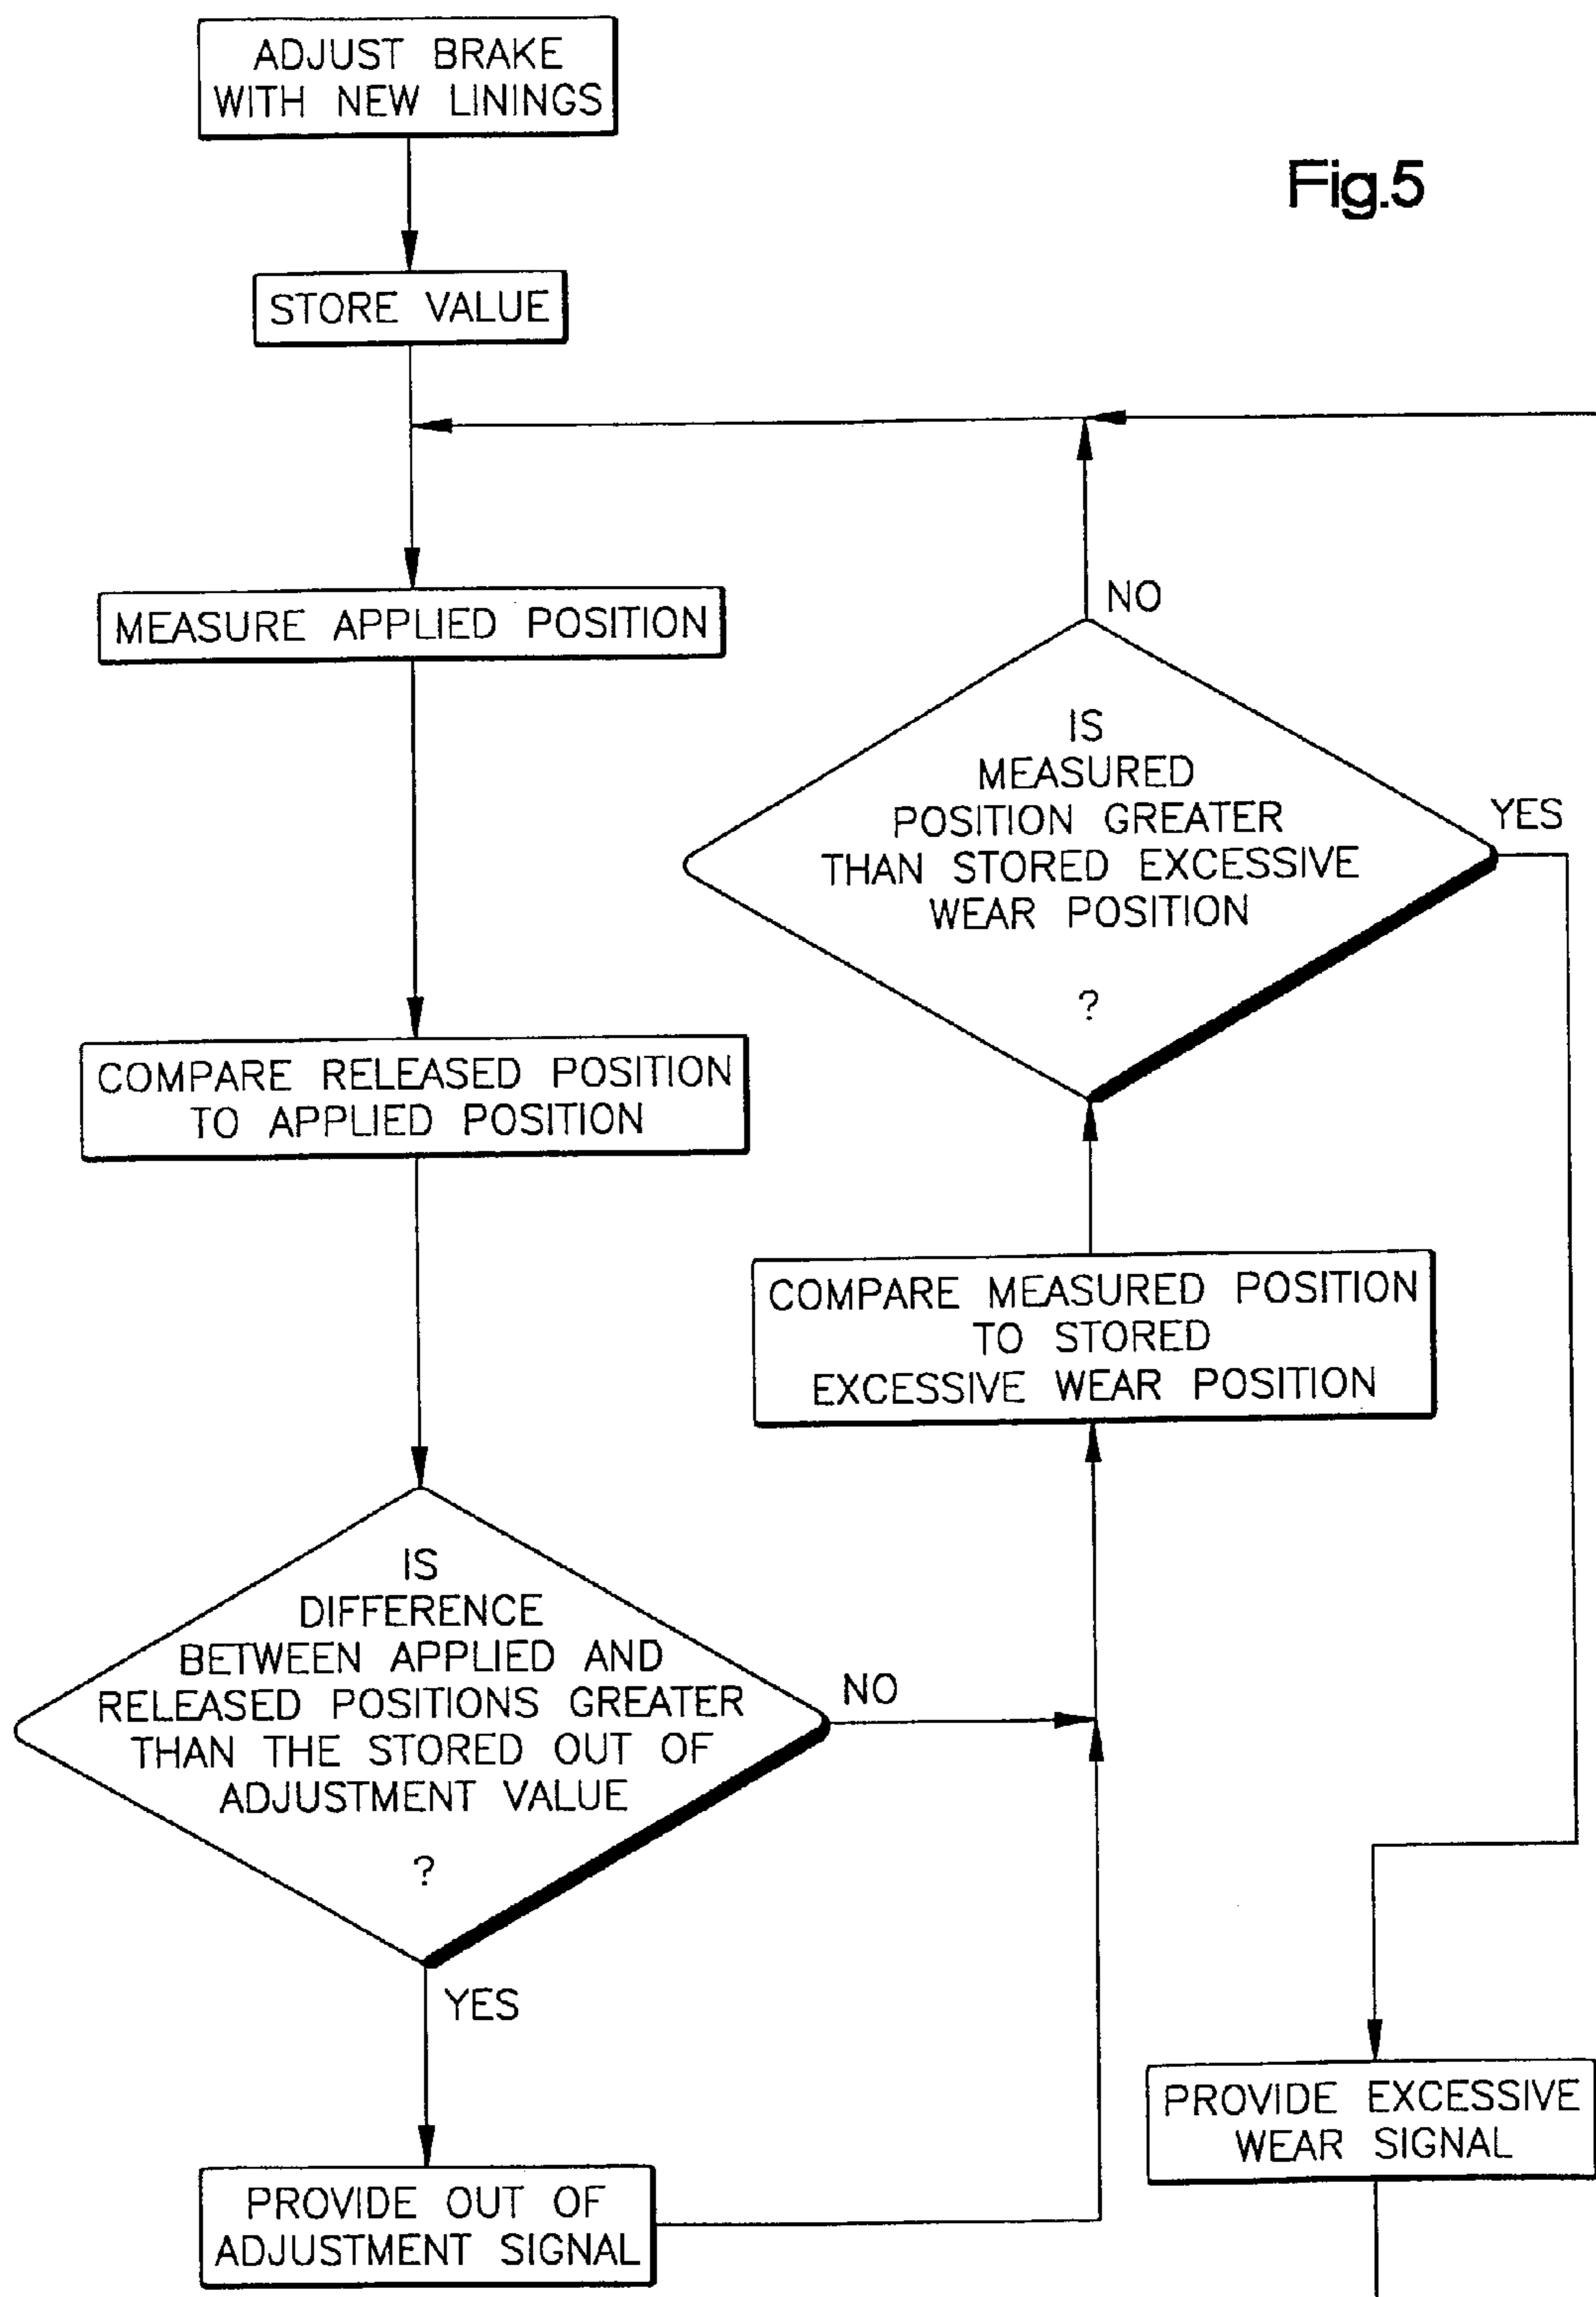 ADJUST BRAKE
WITH NEW LININGS
Fig.5
STORE VALUE
MEASURE APPLIED POSITION
COMPARE RELEASED POSITION
TO APPLIED POSITION
IS
DIFFERENCE
BETWEEN APPLIED AND
RELEASED POSITIONS GREATER
THAN THE STORED OUT OF
ADJUSTMENT VALUE
?
NO
YES
PROVIDE OUT OF
ADJUSTMENT SIGNAL
COMPARE MEASURED POSITION
TO STORED
EXCESSIVE WEAR POSITION
IS
MEASURED
POSITION GREATER
THAN STORED EXCESSIVE
WEAR POSITION
?
NO
YES
PROVIDE EXCESSIVE
WEAR SIGNAL